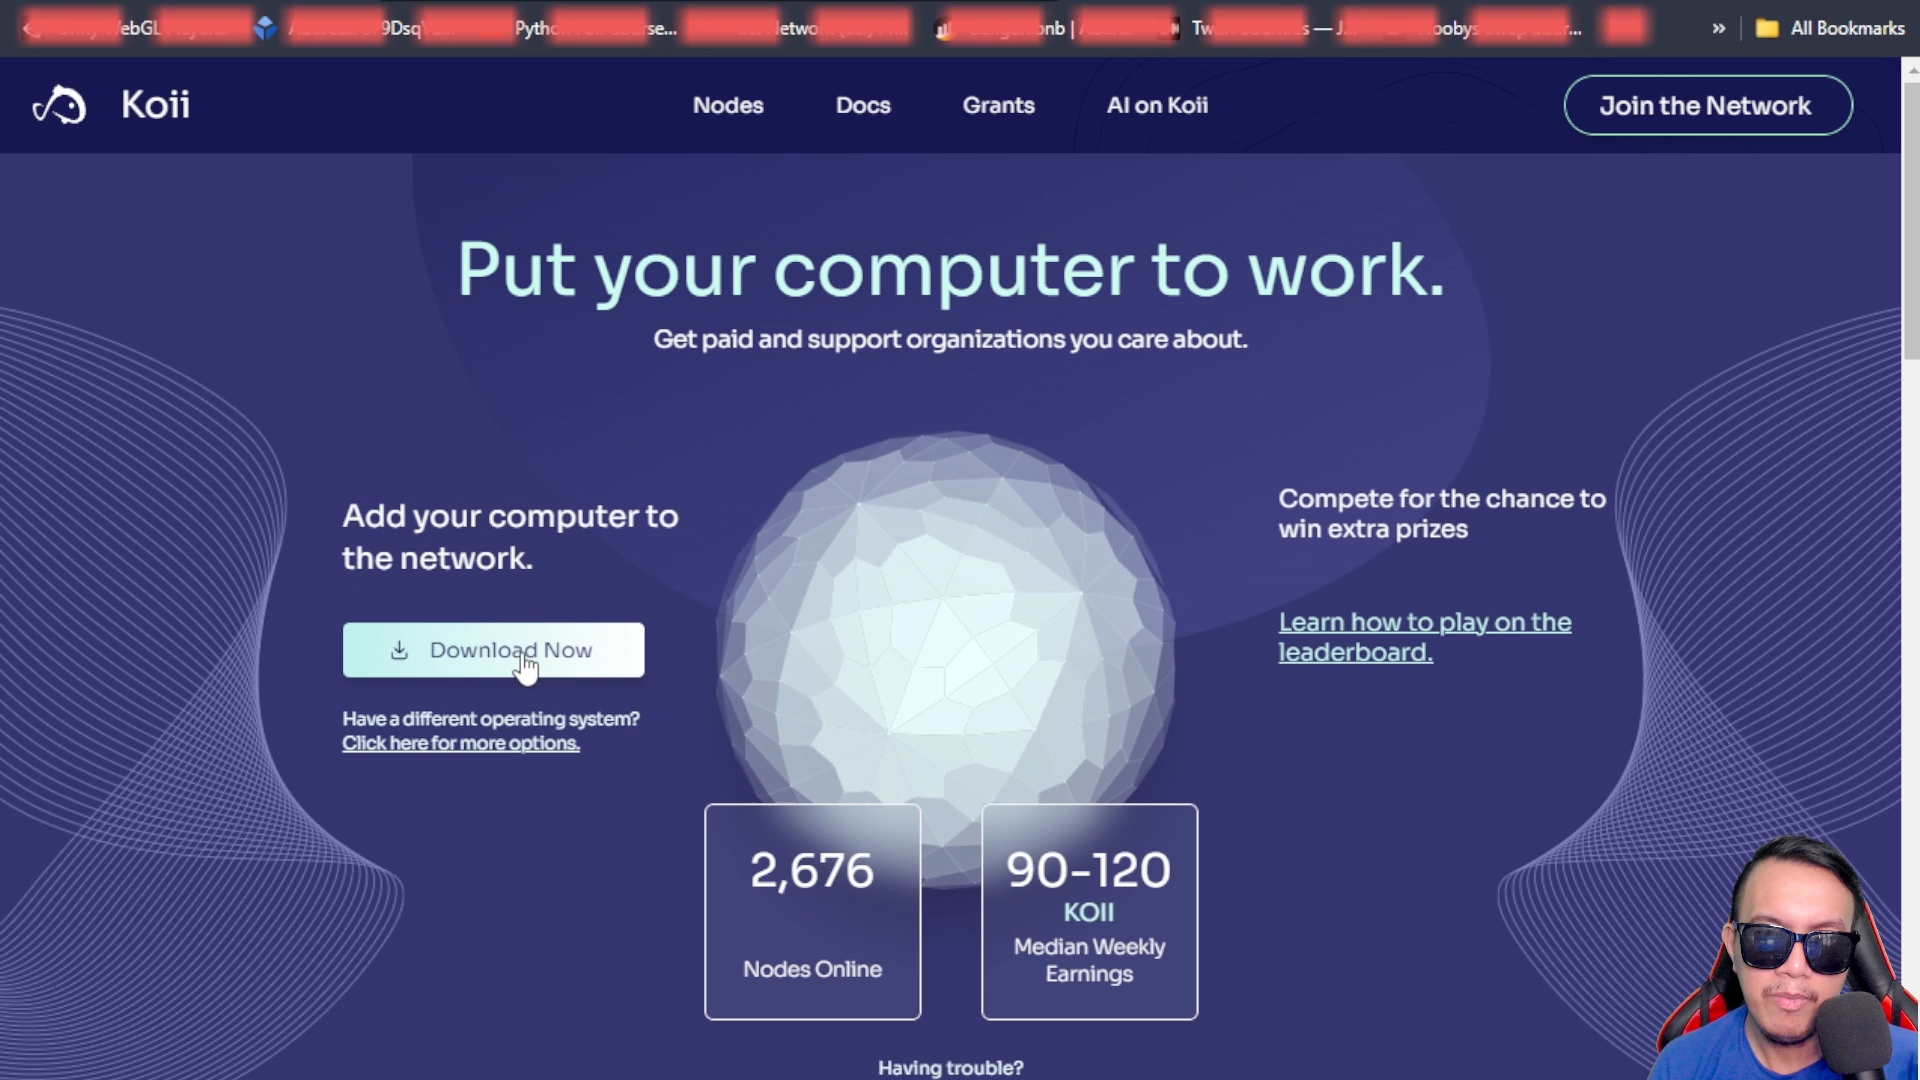 All Bookmarks
Koii
Nodes
Docs
Grants
AI on Koii
Join the Network
Put your computer to work.
Get paid and support organizations you care about.
Add your computer to
the network.
Download Now
Have a different operating system?
Click here for more options.
Compete for the chance to
win extra prizes
Learn how to play on the
leaderboard.
2,676
Nodes Online
90-120
KOII
Median Weekly
Earnings
Having trouble?